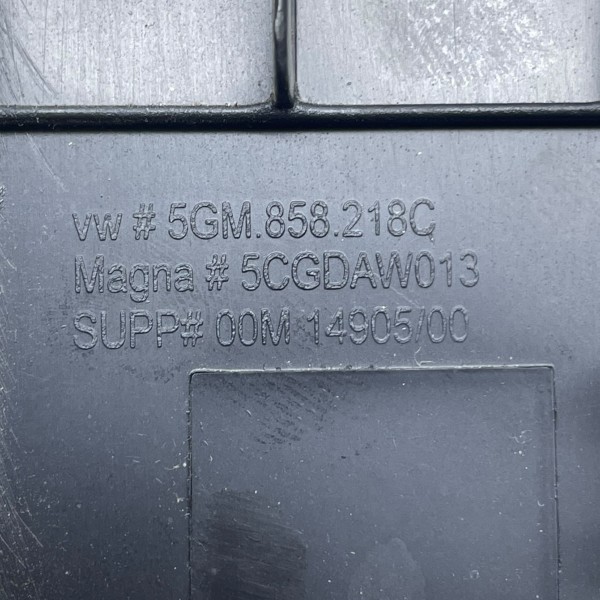 vw # 5GM.858.218C
Magna # 5CGDAW013
SUPP# 00M 14905/00